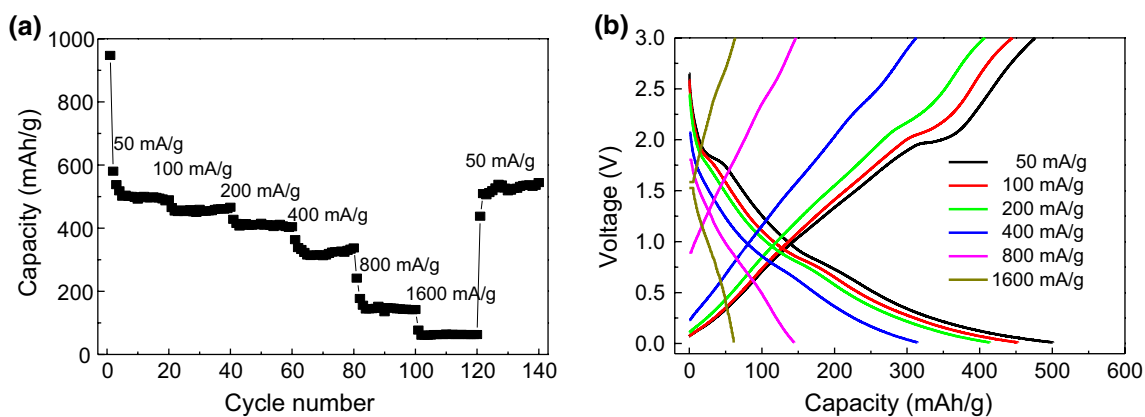 (a)
1000
800
600
400
200
0
Capacity (mAh/g)
50 mA/g
100 mA/g
200 mA/g
400 mA/g
800 mA/g
1600 mA/g
50 mA/g
0 20 40 60 80 100 120 140
Cycle number
(b)
3.0
2.5
2.0
1.5
1.0
0.5
0.0
Voltage (V)
50 mA/g
100 mA/g
200 mA/g
400 mA/g
800 mA/g
1600 mA/g
0 100 200 300 400 500 600
Capacity (mAh/g)